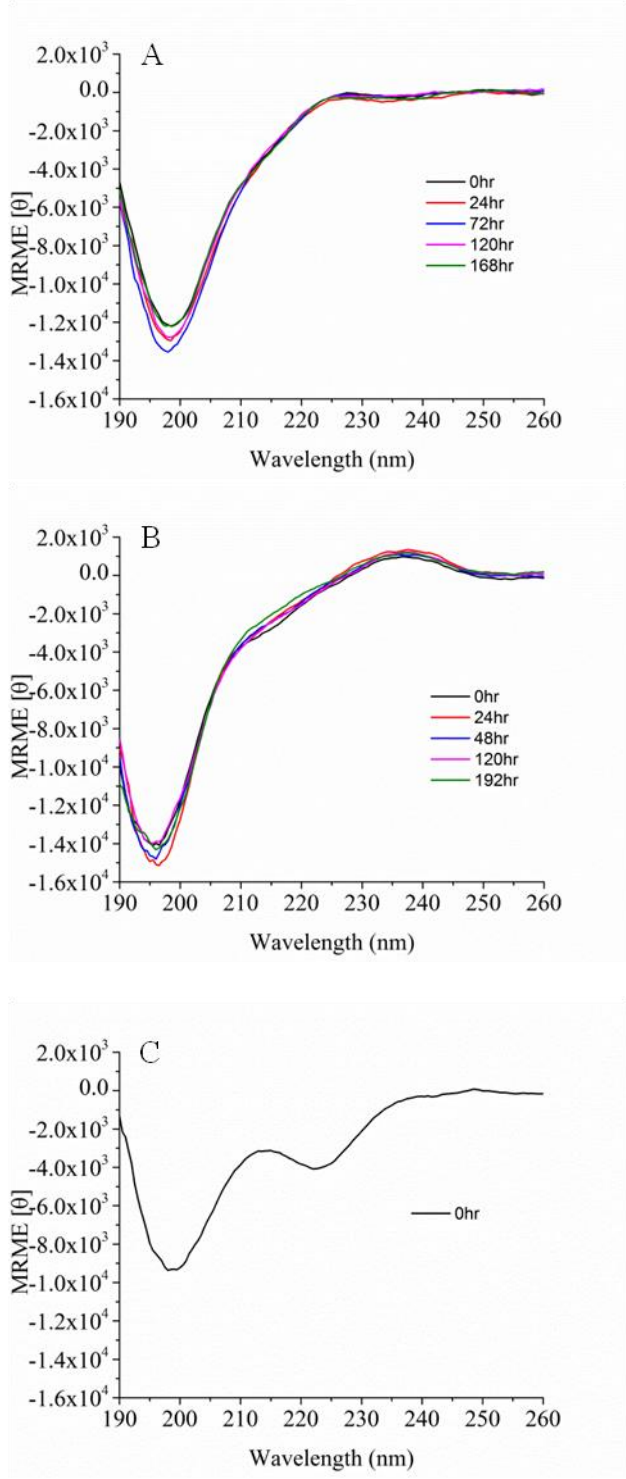 A
2.0x10³
0.0
-2.0x10³
-4.0x10³
-6.0x10³
-8.0x10³
-1.0x10⁴
-1.2x10⁴
-1.4x10⁴
-1.6x10⁴
MRME [θ]
0hr
24hr
72hr
120hr
168hr
190 200 210 220 230 240 250 260
Wavelength (nm)
B
2.0x10³
0.0
-2.0x10³
-4.0x10³
-6.0x10³
-8.0x10³
-1.0x10⁴
-1.2x10⁴
-1.4x10⁴
-1.6x10⁴
MRME [θ]
0hr
24hr
48hr
120hr
192hr
190 200 210 220 230 240 250 260
Wavelength (nm)
C
2.0x10³
0.0
-2.0x10³
-4.0x10³
-6.0x10³
-8.0x10³
-1.0x10⁴
-1.2x10⁴
-1.4x10⁴
-1.6x10⁴
MRME [θ]
0hr
190 200 210 220 230 240 250 260
Wavelength (nm)